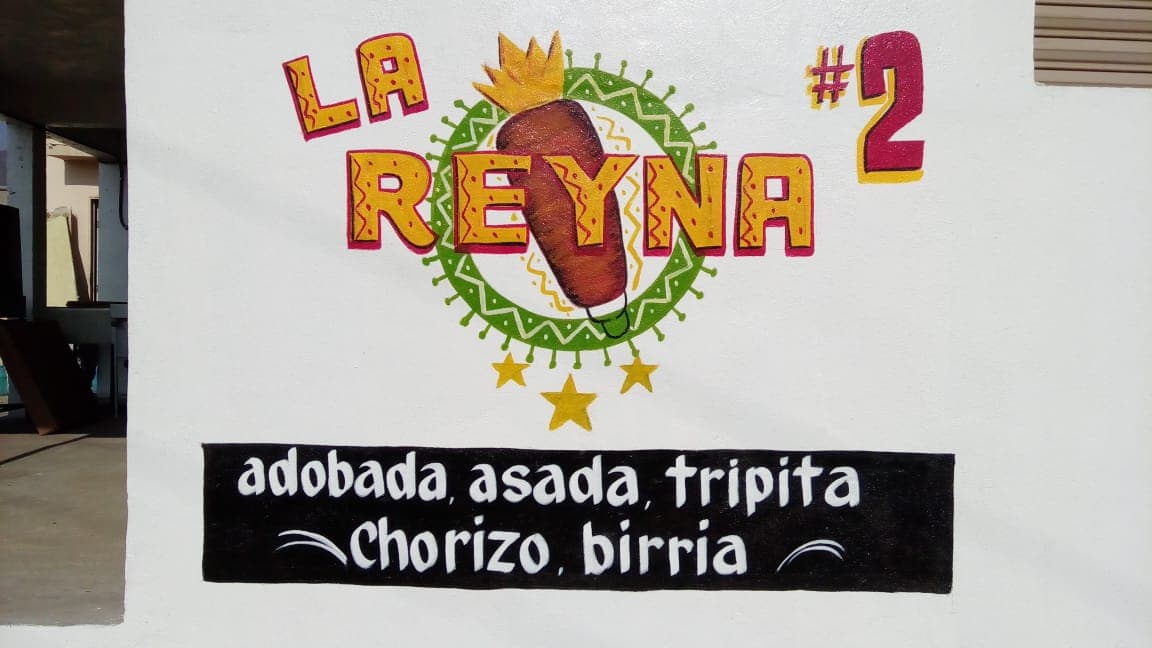 LA
REYNA
#2
adobada, asada, tripita
Chorizo, birria